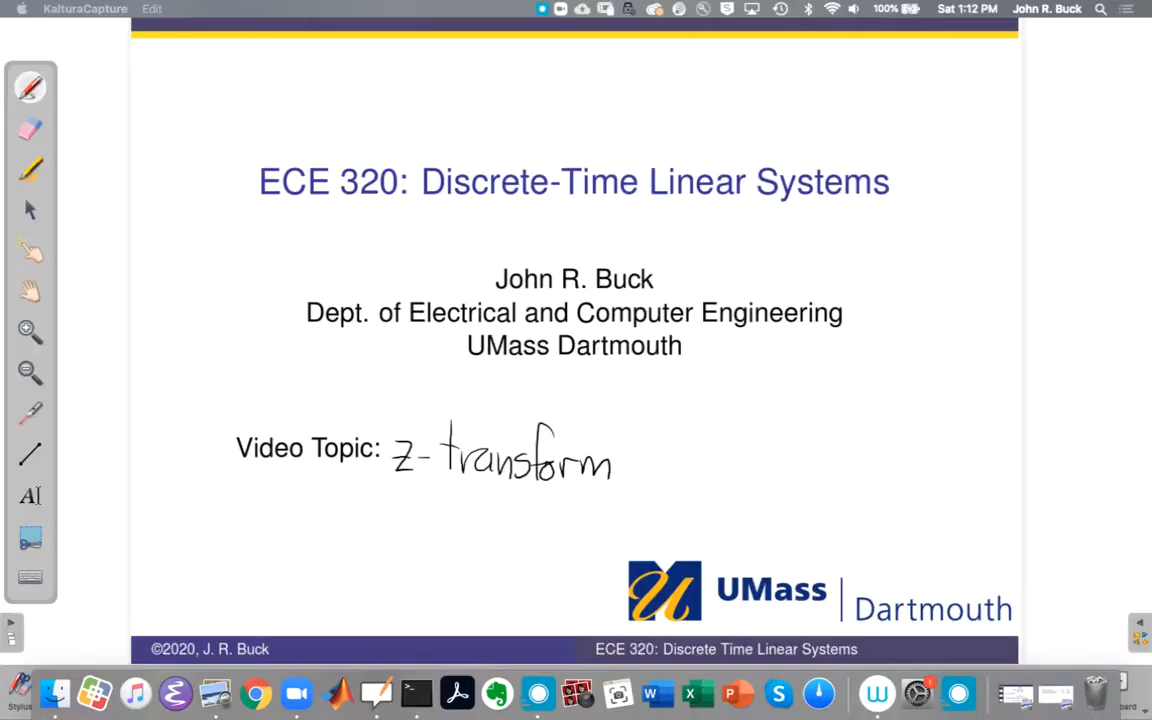 KalturaCapture Edit 100% Sat 1:12 PM John R. Buck
ECE 320: Discrete-Time Linear Systems
John R. Buck
Dept. of Electrical and Computer Engineering
UMass Dartmouth
Video Topic: z-transform
UMass Dartmouth
©2020, J. R. Buck ECE 320: Discrete Time Linear Systems